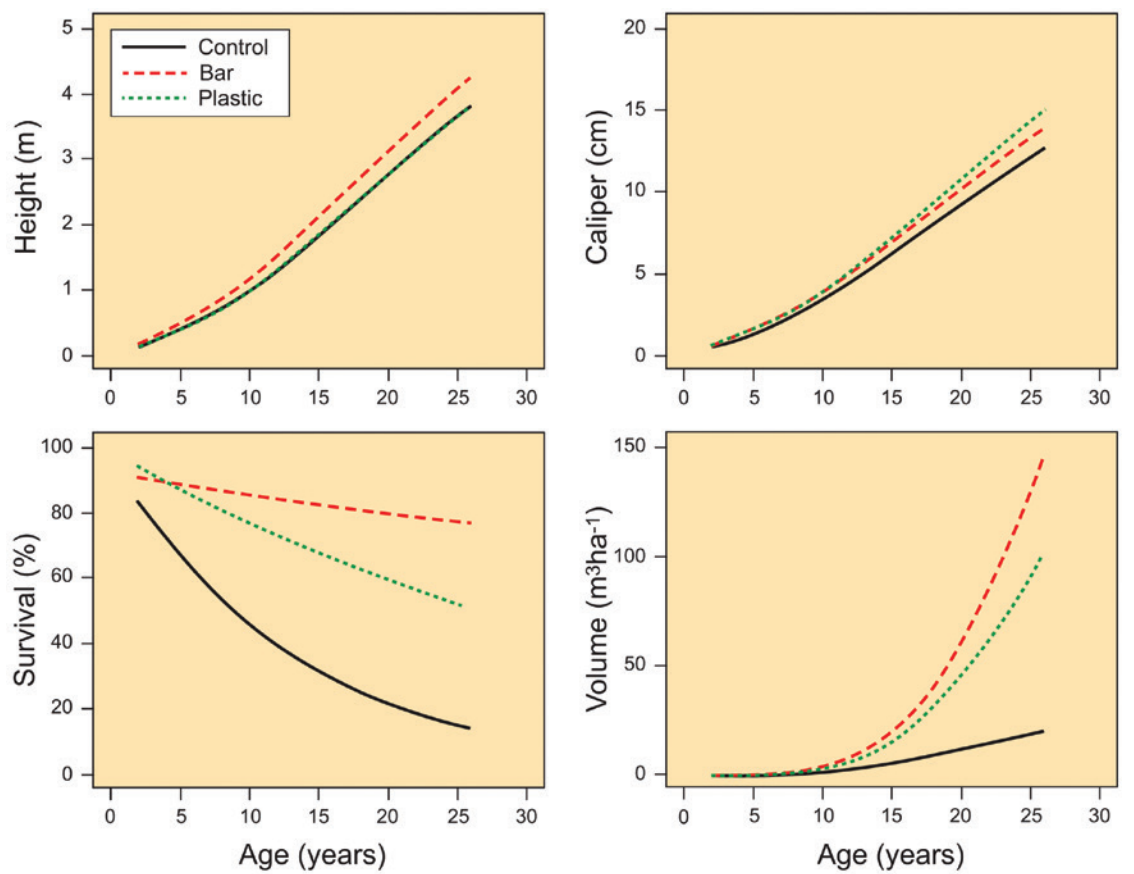 5
4
3
2
1
0
Height (m)
Control
Bar
Plastic
0 5 10 15 20 25 30
20
15
10
5
0
Caliper (cm)
0 5 10 15 20 25 30
100
80
60
40
20
0
Survival (%)
0 5 10 15 20 25 30
Age (years)
150
100
50
0
Volume (m³ha⁻¹)
0 5 10 15 20 25 30
Age (years)